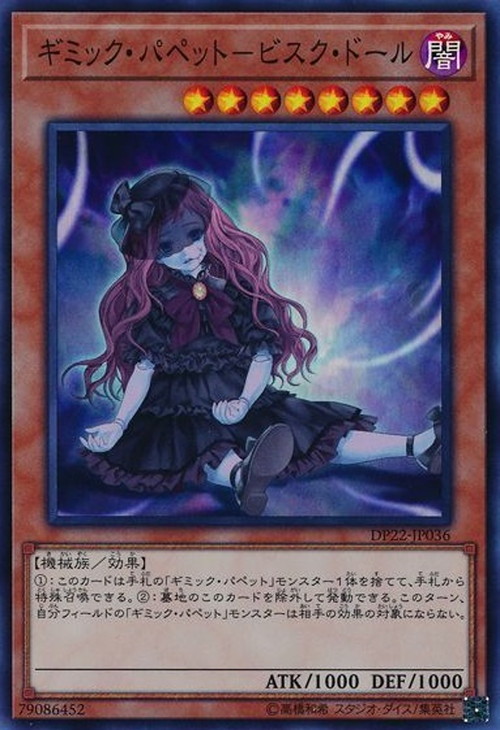 ギミック・パペット－ビスク・ドール
闇
DP22-JP036
【機械族／効果】
①：このカードは手札の「ギミック・パペット」モンスター１体を捨てて、手札から
特殊召喚できる。②：墓地のこのカードを除外して発動できる。このターン、
自分フィールドの「ギミック・パペット」モンスターは相手の効果の対象にならない。
ATK/1000 DEF/1000
79086452
©高橋和希 スタジオ・ダイス/集英社